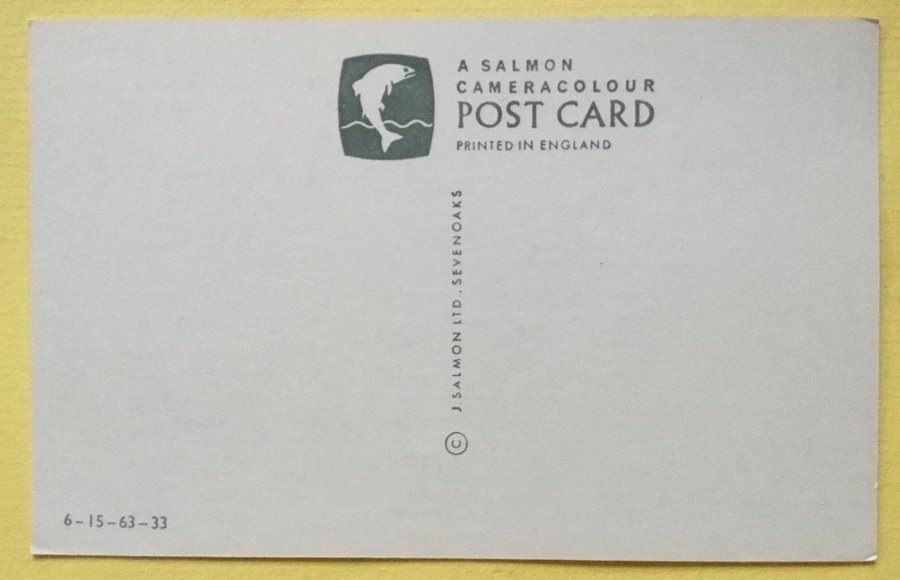 A SALMON
CAMERACOLOUR
POST CARD
PRINTED IN ENGLAND
© J. SALMON LTD., SEVENOAKS
6-15-63-33